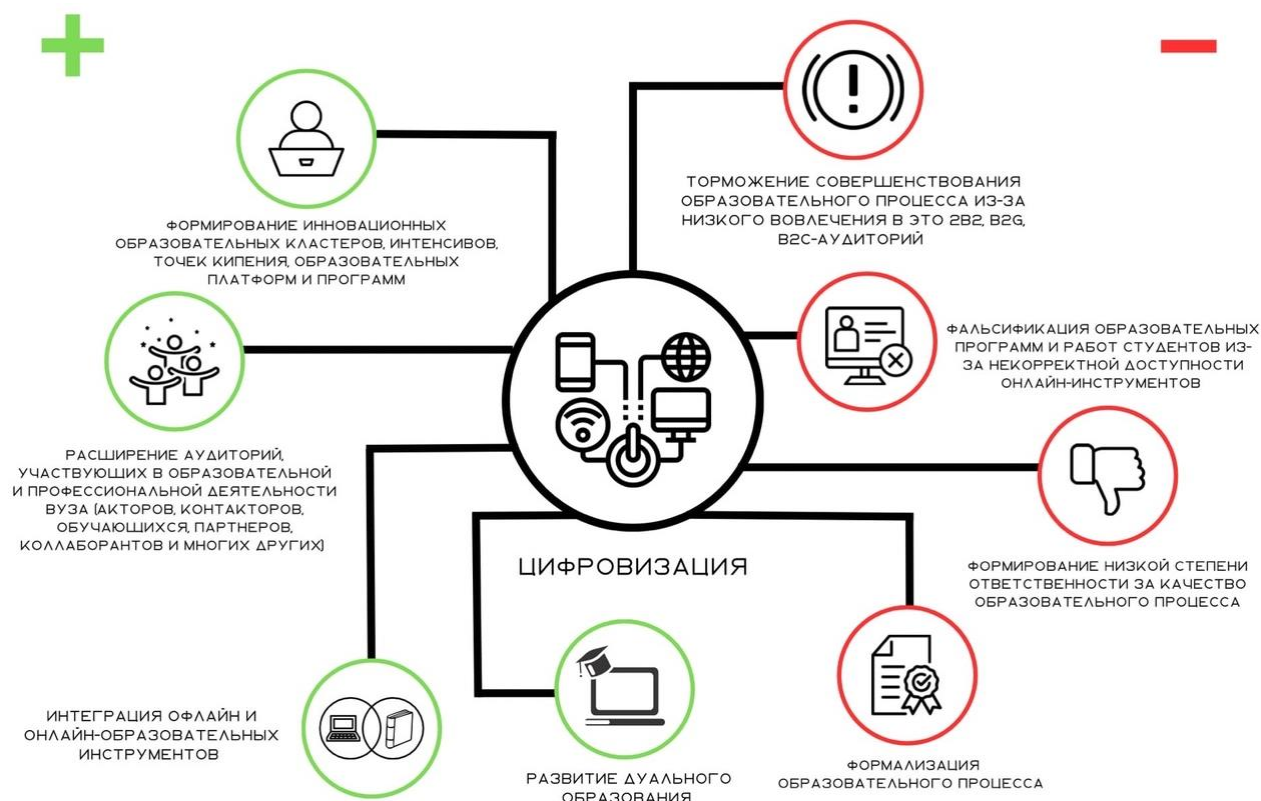 ФОРМИРОВАНИЕ ИННОВАЦИОННЫХ
ОБРАЗОВАТЕЛЬНЫХ КЛАСТЕРОВ, ИНТЕНСИВОВ,
ТОЧЕК КИПЕНИЯ, ОБРАЗОВАТЕЛЬНЫХ
ПЛАТФОРМ И ПРОГРАММ
ТОРМОЖЕНИЕ СОВЕРШЕНСТВОВАНИЯ
ОБРАЗОВАТЕЛЬНОГО ПРОЦЕССА ИЗ-ЗА
НИЗКОГО ВОВЛЕЧЕНИЯ В ЭТО 2B2, B2G,
B2C-АУДИТОРИЙ
ФАЛЬСИФИКАЦИЯ ОБРАЗОВАТЕЛЬНЫХ
ПРОГРАММ И РАБОТ СТУДЕНТОВ ИЗ-
ЗА НЕКОРРЕКТНОЙ ДОСТУПНОСТИ
ОНЛАЙН-ИНСТРУМЕНТОВ
РАСШИРЕНИЕ АУДИТОРИЙ,
УЧАСТВУЮЩИХ В ОБРАЗОВАТЕЛЬНОЙ
И ПРОФЕССИОНАЛЬНОЙ ДЕЯТЕЛЬНОСТИ
ВУЗА (АКТОРОВ, КОНТАКТОРОВ,
ОБУЧАЮЩИХСЯ, ПАРТНЕРОВ,
КОЛЛАБОРАНТОВ И МНОГИХ ДРУГИХ)
ЦИФРОВИЗАЦИЯ
ФОРМИРОВАНИЕ НИЗКОЙ СТЕПЕНИ
ОТВЕТСТВЕННОСТИ ЗА КАЧЕСТВО
ОБРАЗОВАТЕЛЬНОГО ПРОЦЕССА
ИНТЕГРАЦИЯ ОФЛАЙН И
ОНЛАЙН-ОБРАЗОВАТЕЛЬНЫХ
ИНСТРУМЕНТОВ
РАЗВИТИЕ ДУАЛЬНОГО
ОБРАЗОВАНИЯ
ФОРМАЛИЗАЦИЯ
ОБРАЗОВАТЕЛЬНОГО ПРОЦЕССА